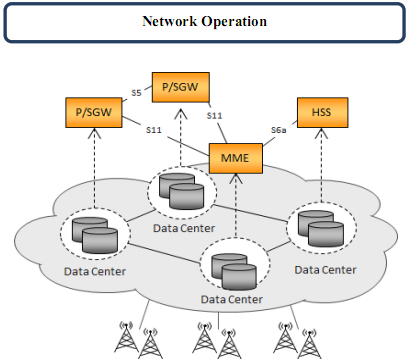 Network Operation
P/SGW
S5
P/SGW
HSS
S11
S11
S6a
MME
Data Center
Data Center
Data Center
Data Center